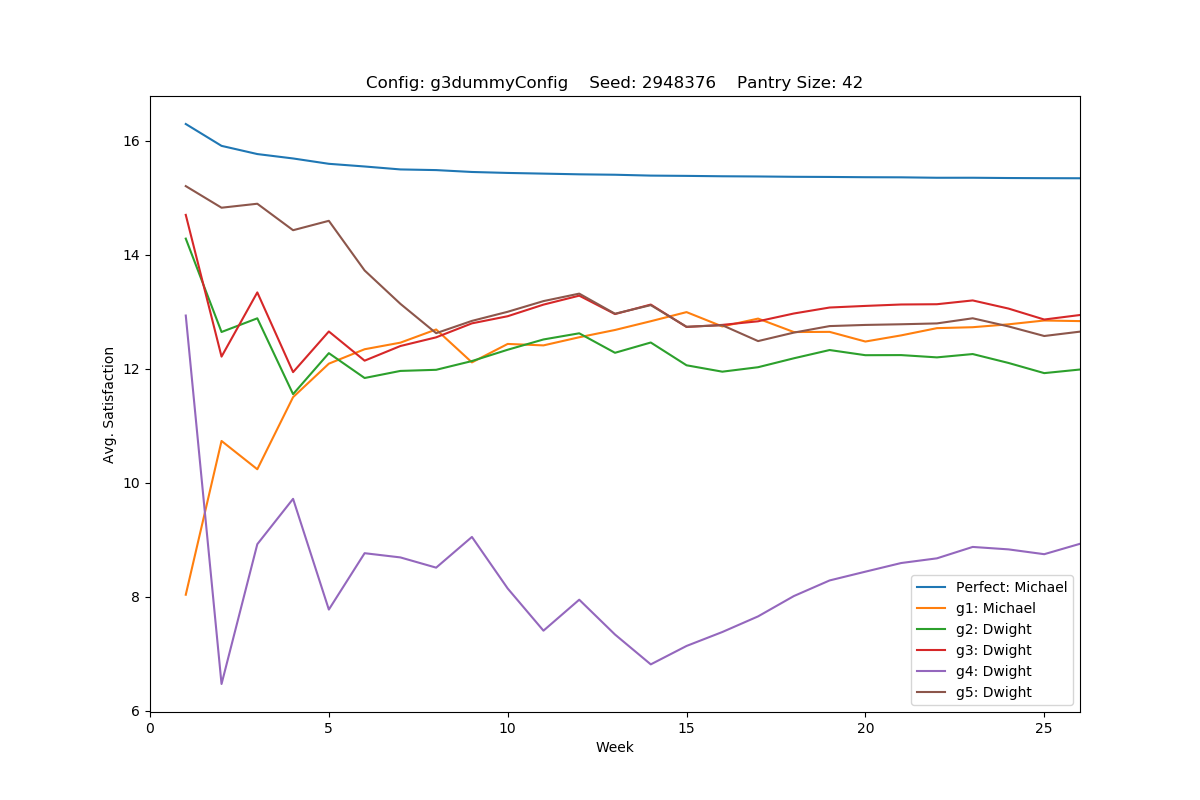 Config: g3dummyConfig    Seed: 2948376    Pantry Size: 42
16
14
12
10
8
6
Avg. Satisfaction
0 5 10 15 20 25
Week
Perfect: Michael
g1: Michael
g2: Dwight
g3: Dwight
g4: Dwight
g5: Dwight